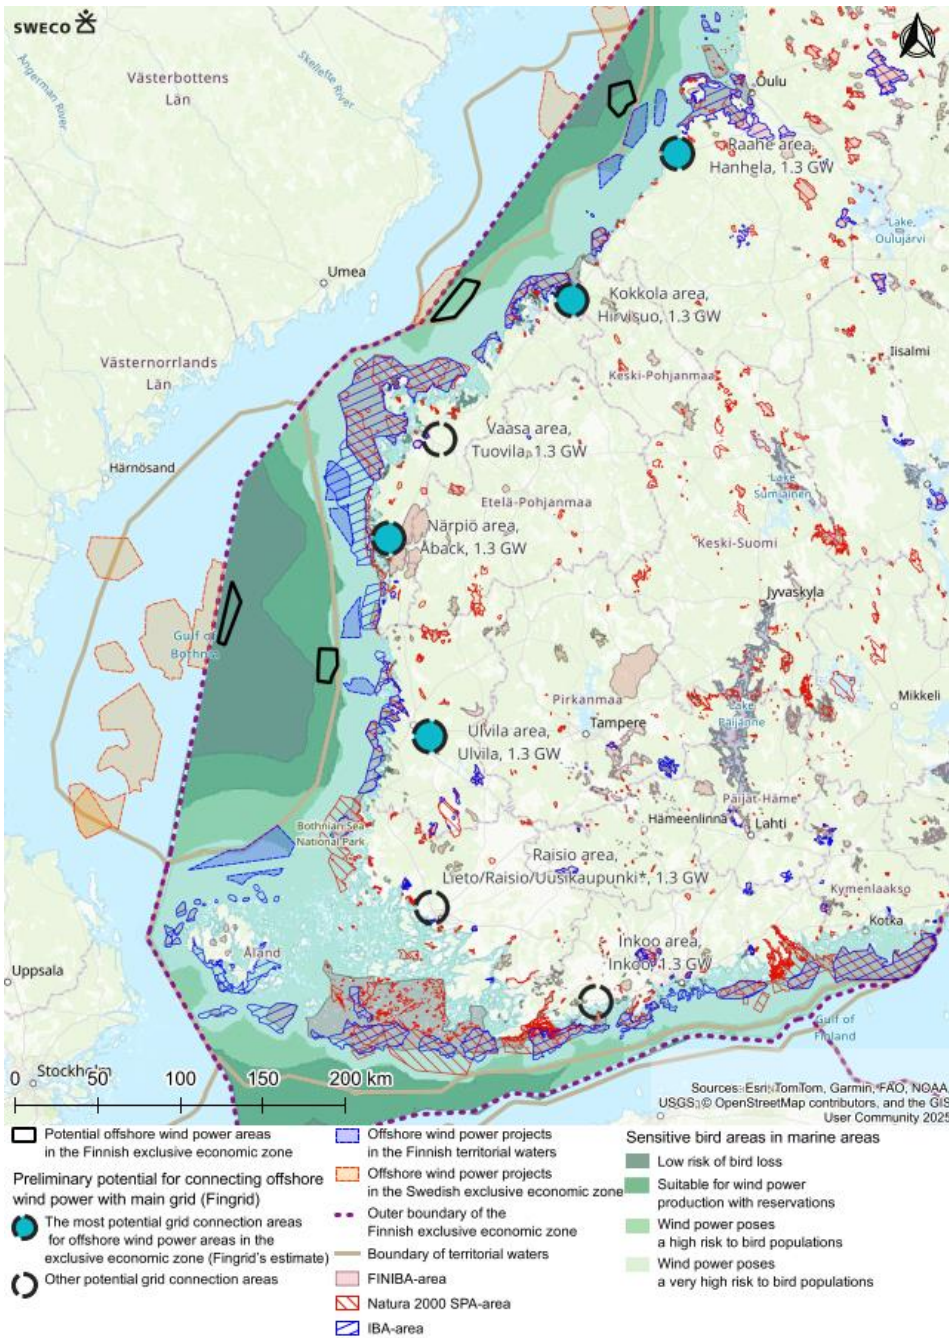 SWECO
Ångerman River
Västerbottens
Län
Skellefte River
Oulu
Raahe area,
Hanhela, 1.3 GW
Lake
Oulujärvi
Umea
Kokkola area,
Hirvisuo, 1.3 GW
Iisalmi
Västernorrlands
Län
Keski-Pohjanmaa
Vaasa area,
Tuovila, 1.3 GW
Härnösand
Lake
Sumiainen
Etelä-Pohjanmaa
Närpiö area,
Åback, 1.3 GW
Keski-Suomi
Jyvaskyla
Gulf of
Bothnia
Pirkanmaa
Mikkeli
Lake
Päijänne
Tampere
Ulvila area,
Ulvila, 1.3 GW
Päijät-Häme
Hämeenlinna
Lahti
Bothnian Sea
National Park
Raisio area,
Lieto/Raisio/Uusikaupunki*, 1.3 GW
Kymenlaakso
Kotka
Inkoo area,
Inkoo, 1.3 GW
Åland
Uppsala
Gulf of
Finland
Stockholm
0 50 100 150 200 km
Sources: Esri, TomTom, Garmin, FAO, NOAA,
USGS, © OpenStreetMap contributors, and the GIS
User Community 2025
Potential offshore wind power areas
in the Finnish exclusive economic zone
Preliminary potential for connecting offshore
wind power with main grid (Fingrid)
The most potential grid connection areas
for offshore wind power areas in the
exclusive economic zone (Fingrid's estimate)
Other potential grid connection areas
Offshore wind power projects
in the Finnish territorial waters
Offshore wind power projects
in the Swedish exclusive economic zone
Outer boundary of the
Finnish exclusive economic zone
Boundary of territorial waters
FINIBA-area
Natura 2000 SPA-area
IBA-area
Sensitive bird areas in marine areas
Low risk of bird loss
Suitable for wind power
production with reservations
Wind power poses
a high risk to bird populations
Wind power poses
a very high risk to bird populations